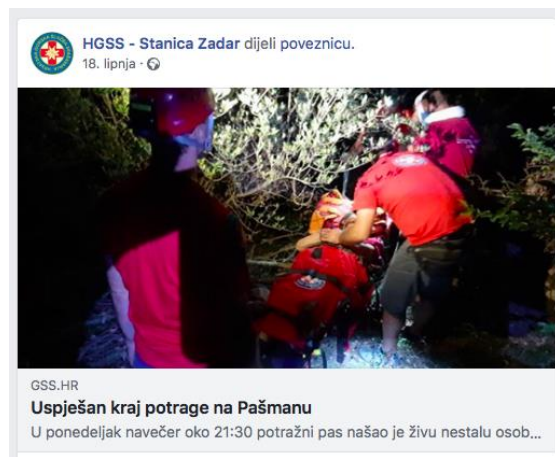 HGSS - Stanica Zadar dijeli poveznicu.
18. lipnja ·
GSS.HR
Uspješan kraj potrage na Pašmanu
U ponedeljak navečer oko 21:30 potražni pas našao je živu nestalu osob...